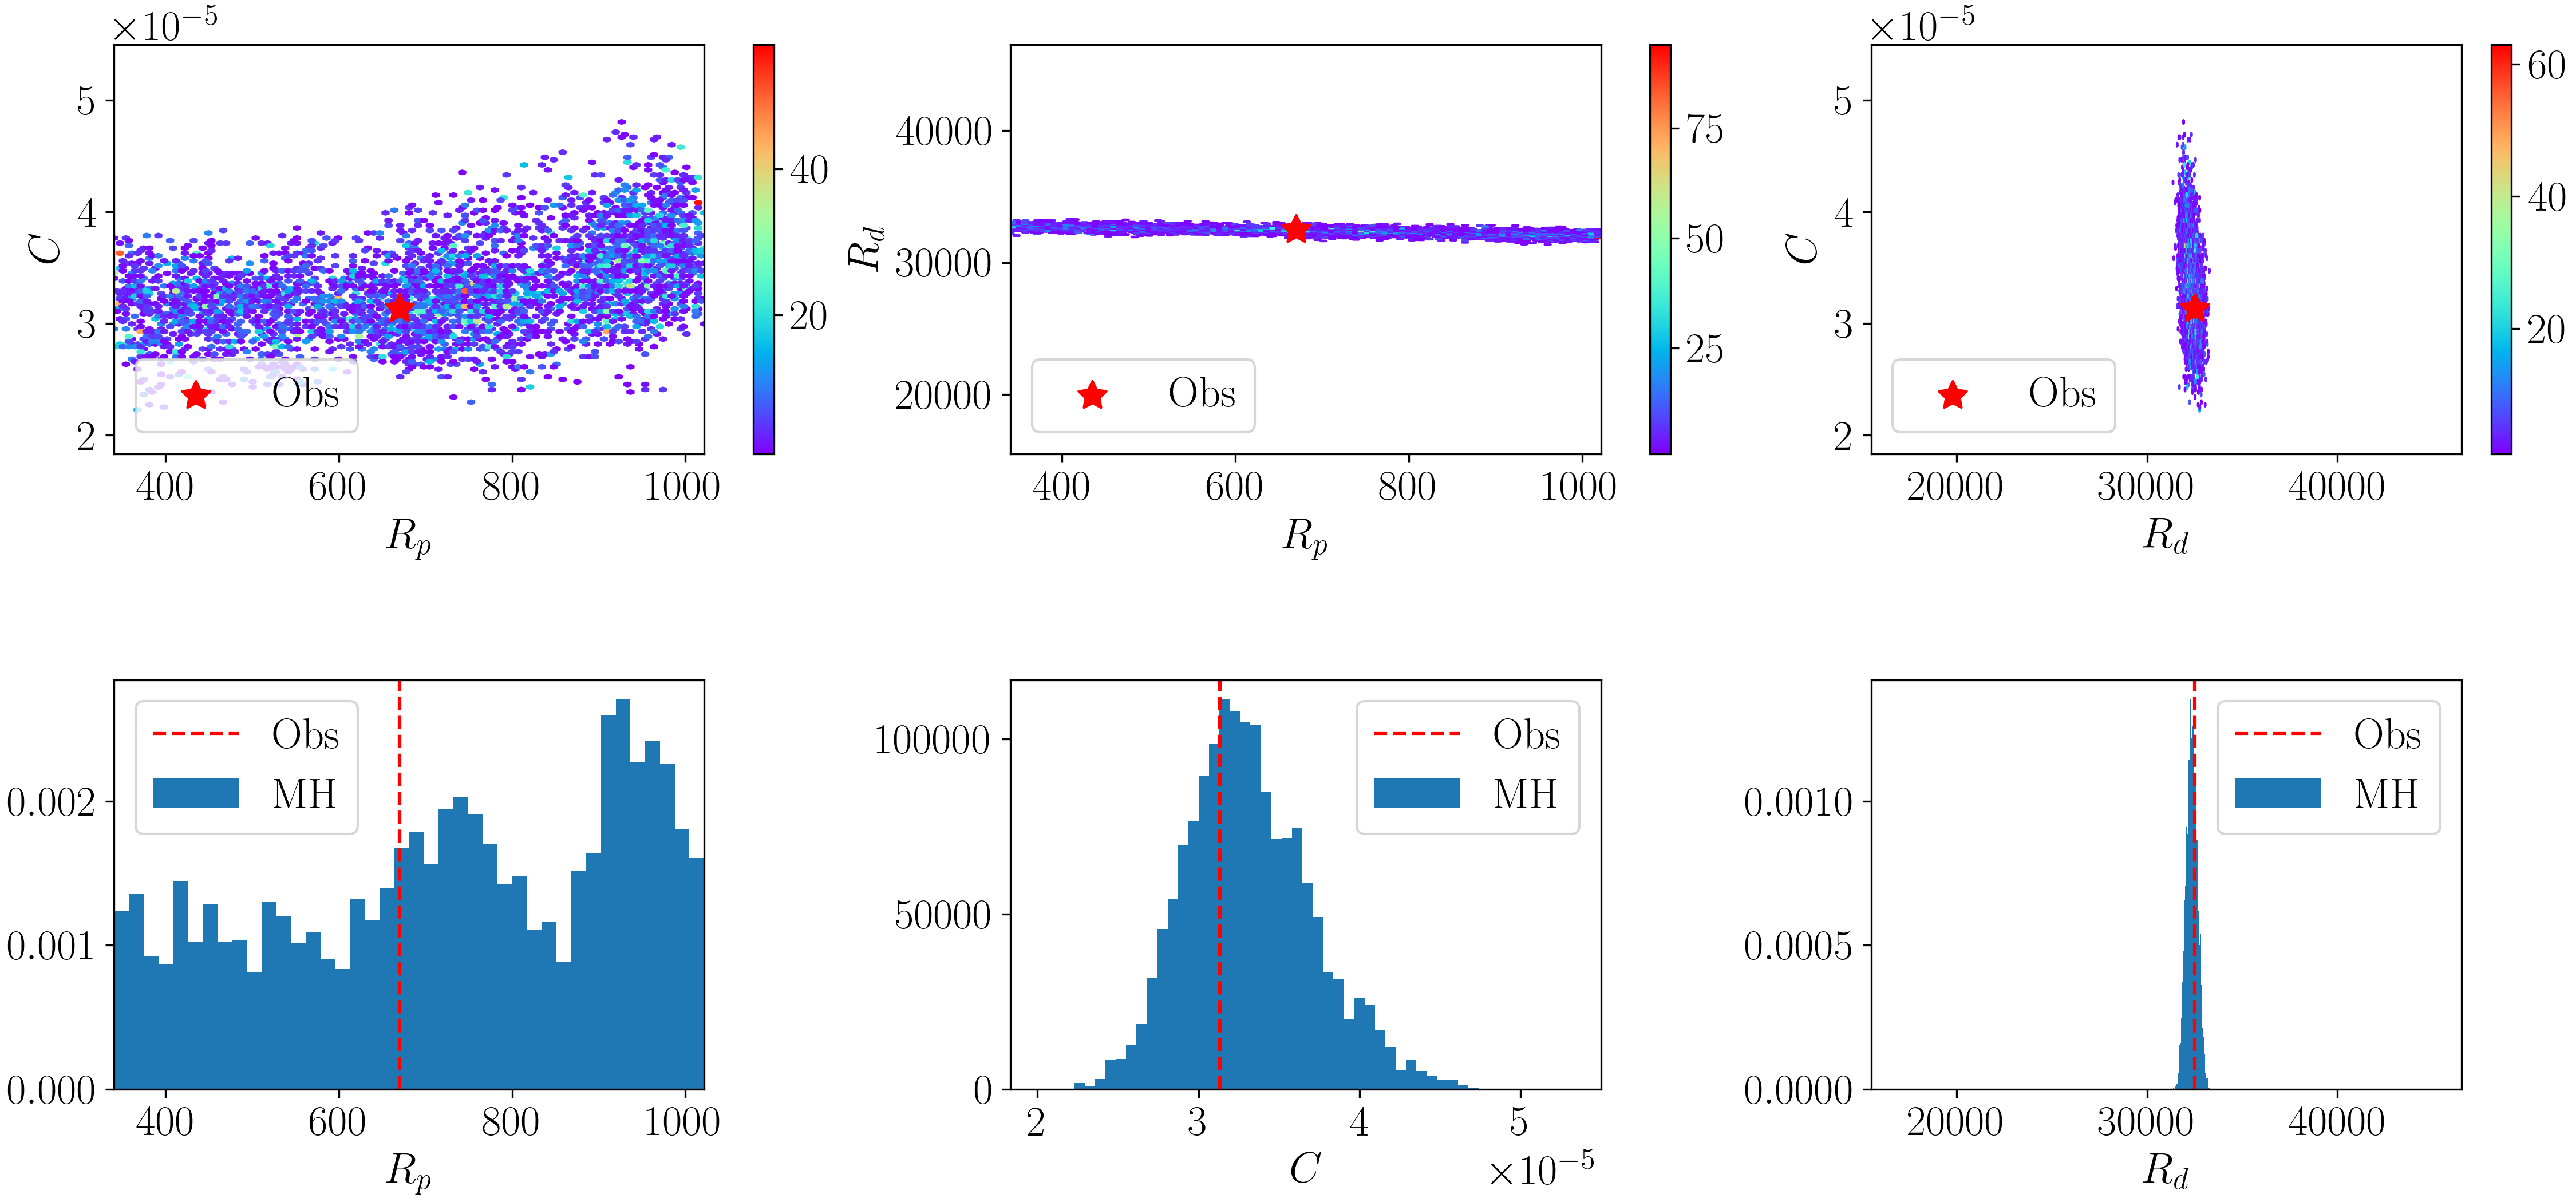 ×10⁻⁵
5
4
3
2
C
400 600 800 1000
R_p
Obs
40
20
40000
30000
20000
R_d
400 600 800 1000
R_p
Obs
75
50
25
×10⁻⁵
5
4
3
2
C
20000 30000 40000
R_d
Obs
60
40
20
0.002
0.001
0.000
400 600 800 1000
R_p
Obs
MH
100000
50000
0
2 3 4 5
C
×10⁻⁵
Obs
MH
0.0010
0.0005
0.0000
20000 30000 40000
R_d
Obs
MH